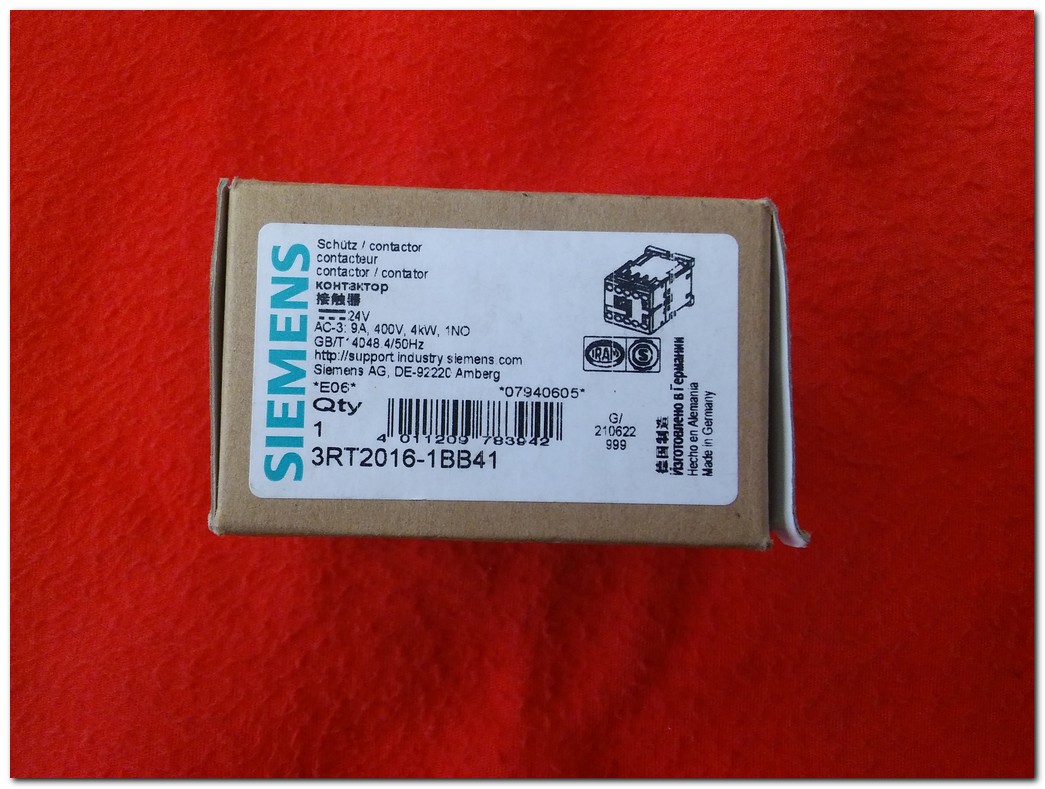 SIEMENS
Schütz / contactor
contacteur
contactor / contator
контактор
接触器
24V
AC-3: 9A, 400V, 4kW, 1NO
GB/T14048.4/50Hz
http://support.industry.siemens.com
Siemens AG, DE-92220 Amberg
*E06* *07940605*
Qty
1
4 011209 783942
3RT2016-1BB41
IRAM S
G/
210622
999
德国制造
Изготовлено в Германии
Hecho en Alemania
Made in Germany